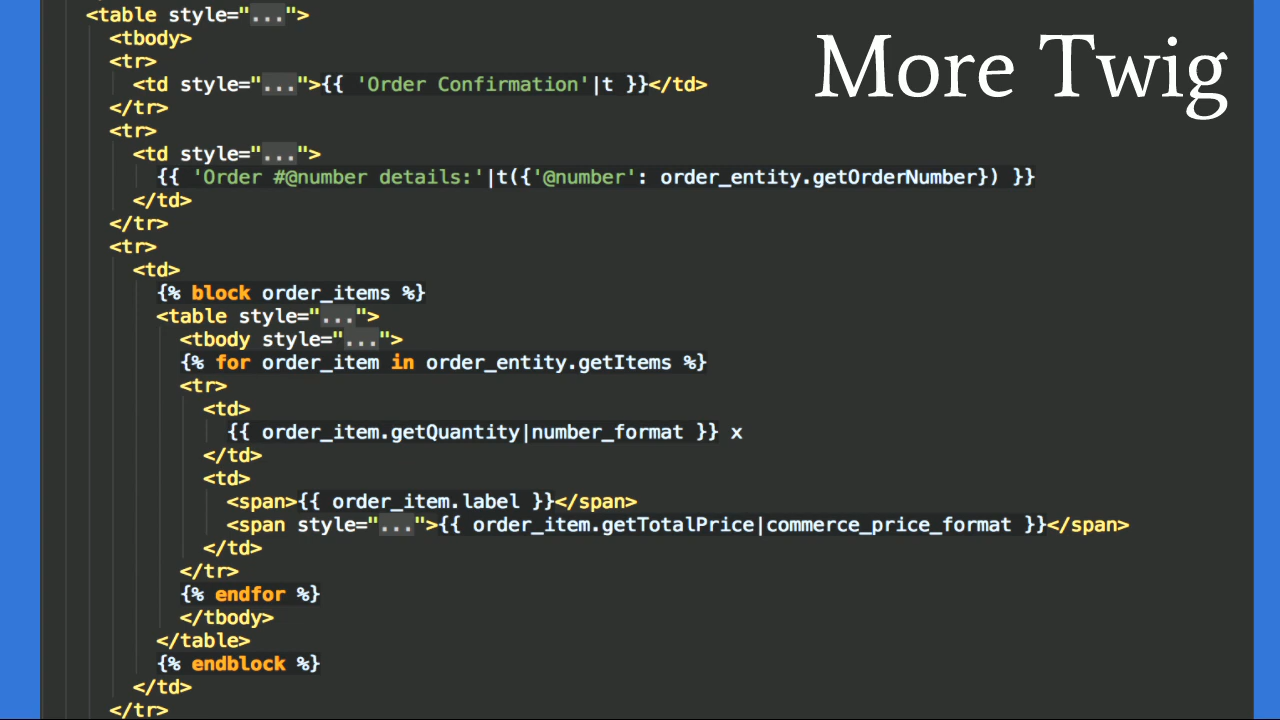 More Twig
<table style="...">
<tbody>
<tr>
<td style="...">{{ 'Order Confirmation'|t }}</td>
</tr>
<tr>
<td style="...">
{{ 'Order #@number details:'|t({'@number': order_entity.getOrderNumber}) }}
</td>
</tr>
<tr>
<td>
{% block order_items %}
<table style="...">
<tbody style="...">
{% for order_item in order_entity.getItems %}
<tr>
<td>
{{ order_item.getQuantity|number_format }} x
</td>
<td>
<span>{{ order_item.label }}</span>
<span style="...">{{ order_item.getTotalPrice|commerce_price_format }}</span>
</td>
</tr>
{% endfor %}
</tbody>
</table>
{% endblock %}
</td>
</tr>